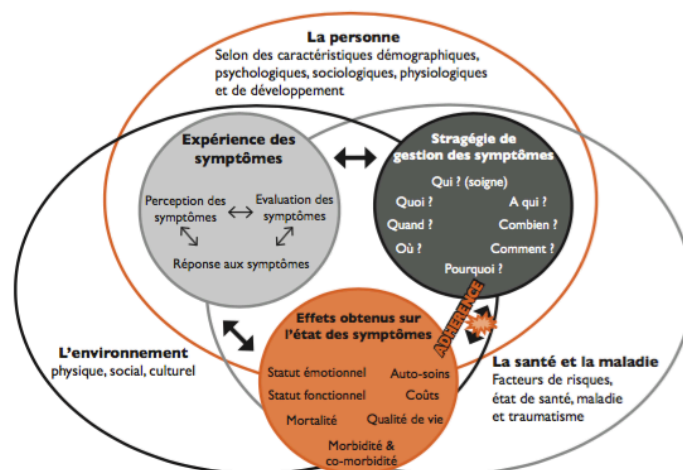 La personne
Selon des caractéristiques démographiques,
psychologiques, sociologiques, physiologiques
et de développement
Expérience des
symptômes
Perception des
symptômes
Evaluation des
symptômes
Réponse aux symptômes
Stragégie de
gestion des symptômes
Qui ? (soigne)
Quoi ?
A qui ?
Quand ?
Combien ?
Où ?
Comment ?
Pourquoi ?
ADHERENCE
Effets obtenus sur
l'état des symptômes
Statut émotionnel
Auto-soins
Statut fonctionnel
Coûts
Mortalité
Qualité de vie
Morbidité &
co-morbidité
L'environnement
physique, social, culturel
La santé et la maladie
Facteurs de risques,
état de santé, maladie
et traumatisme